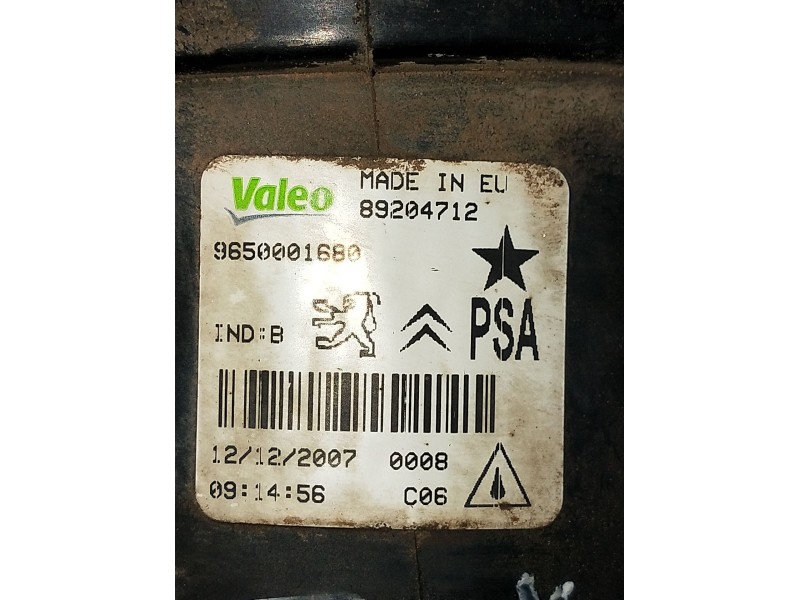 Valeo
MADE IN EU
89204712
9650001680
IND:B
PSA
12/12/2007 0008
09:14:56 C06